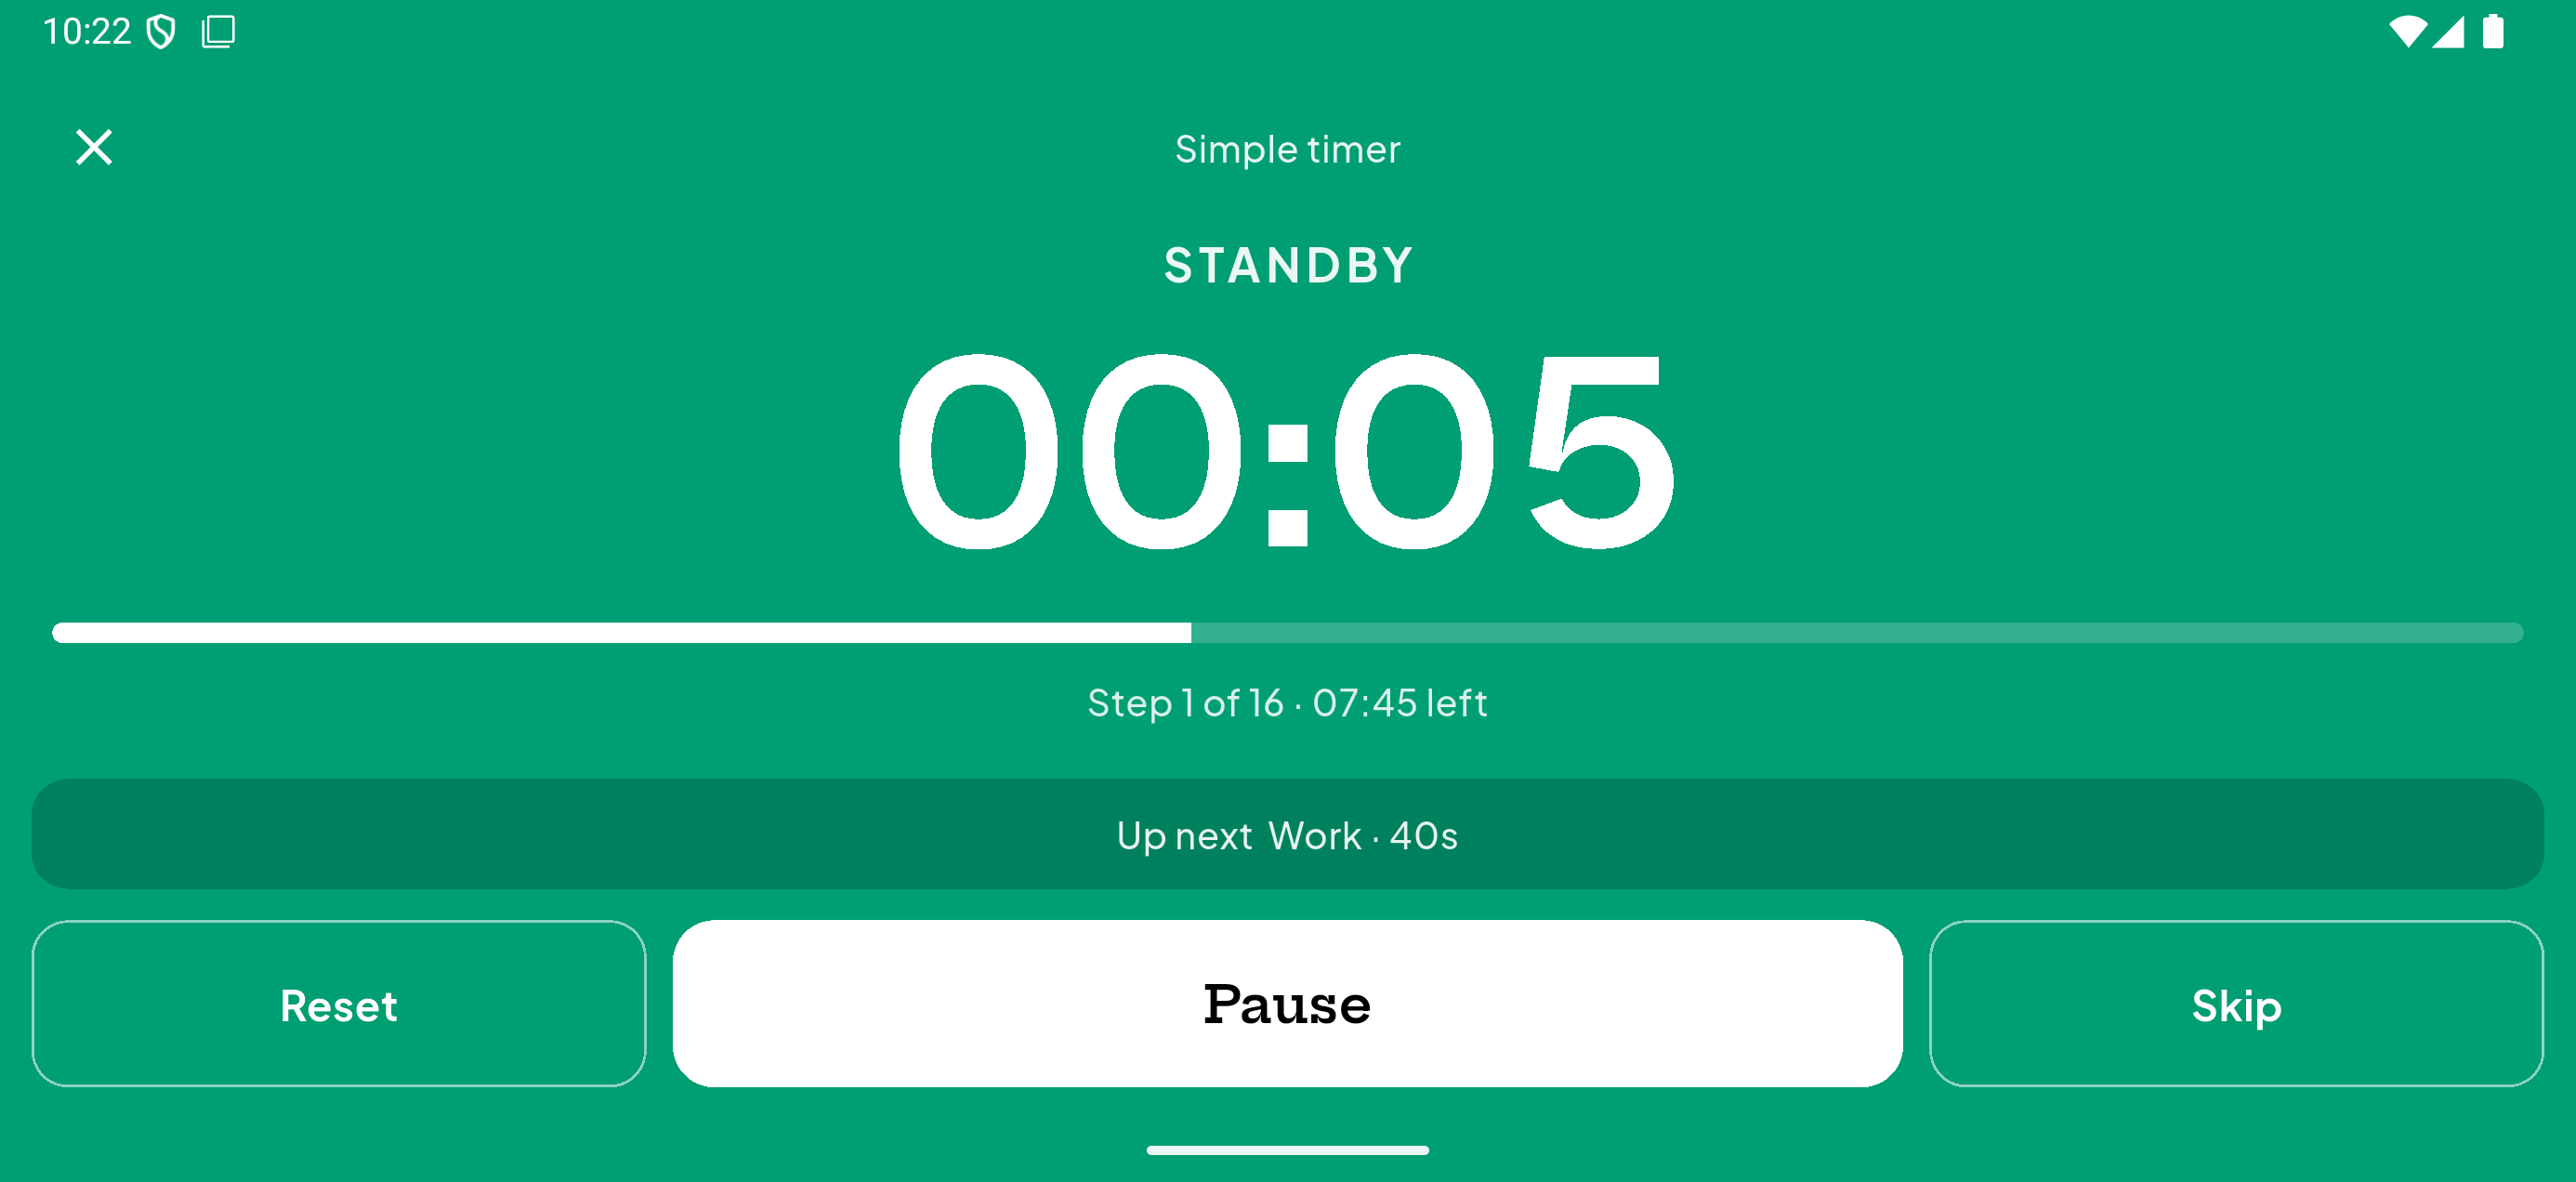 10:22
Simple timer
STANDBY
00:05
Step 1 of 16 · 07:45 left
Up next Work · 40s
Reset
Pause
Skip